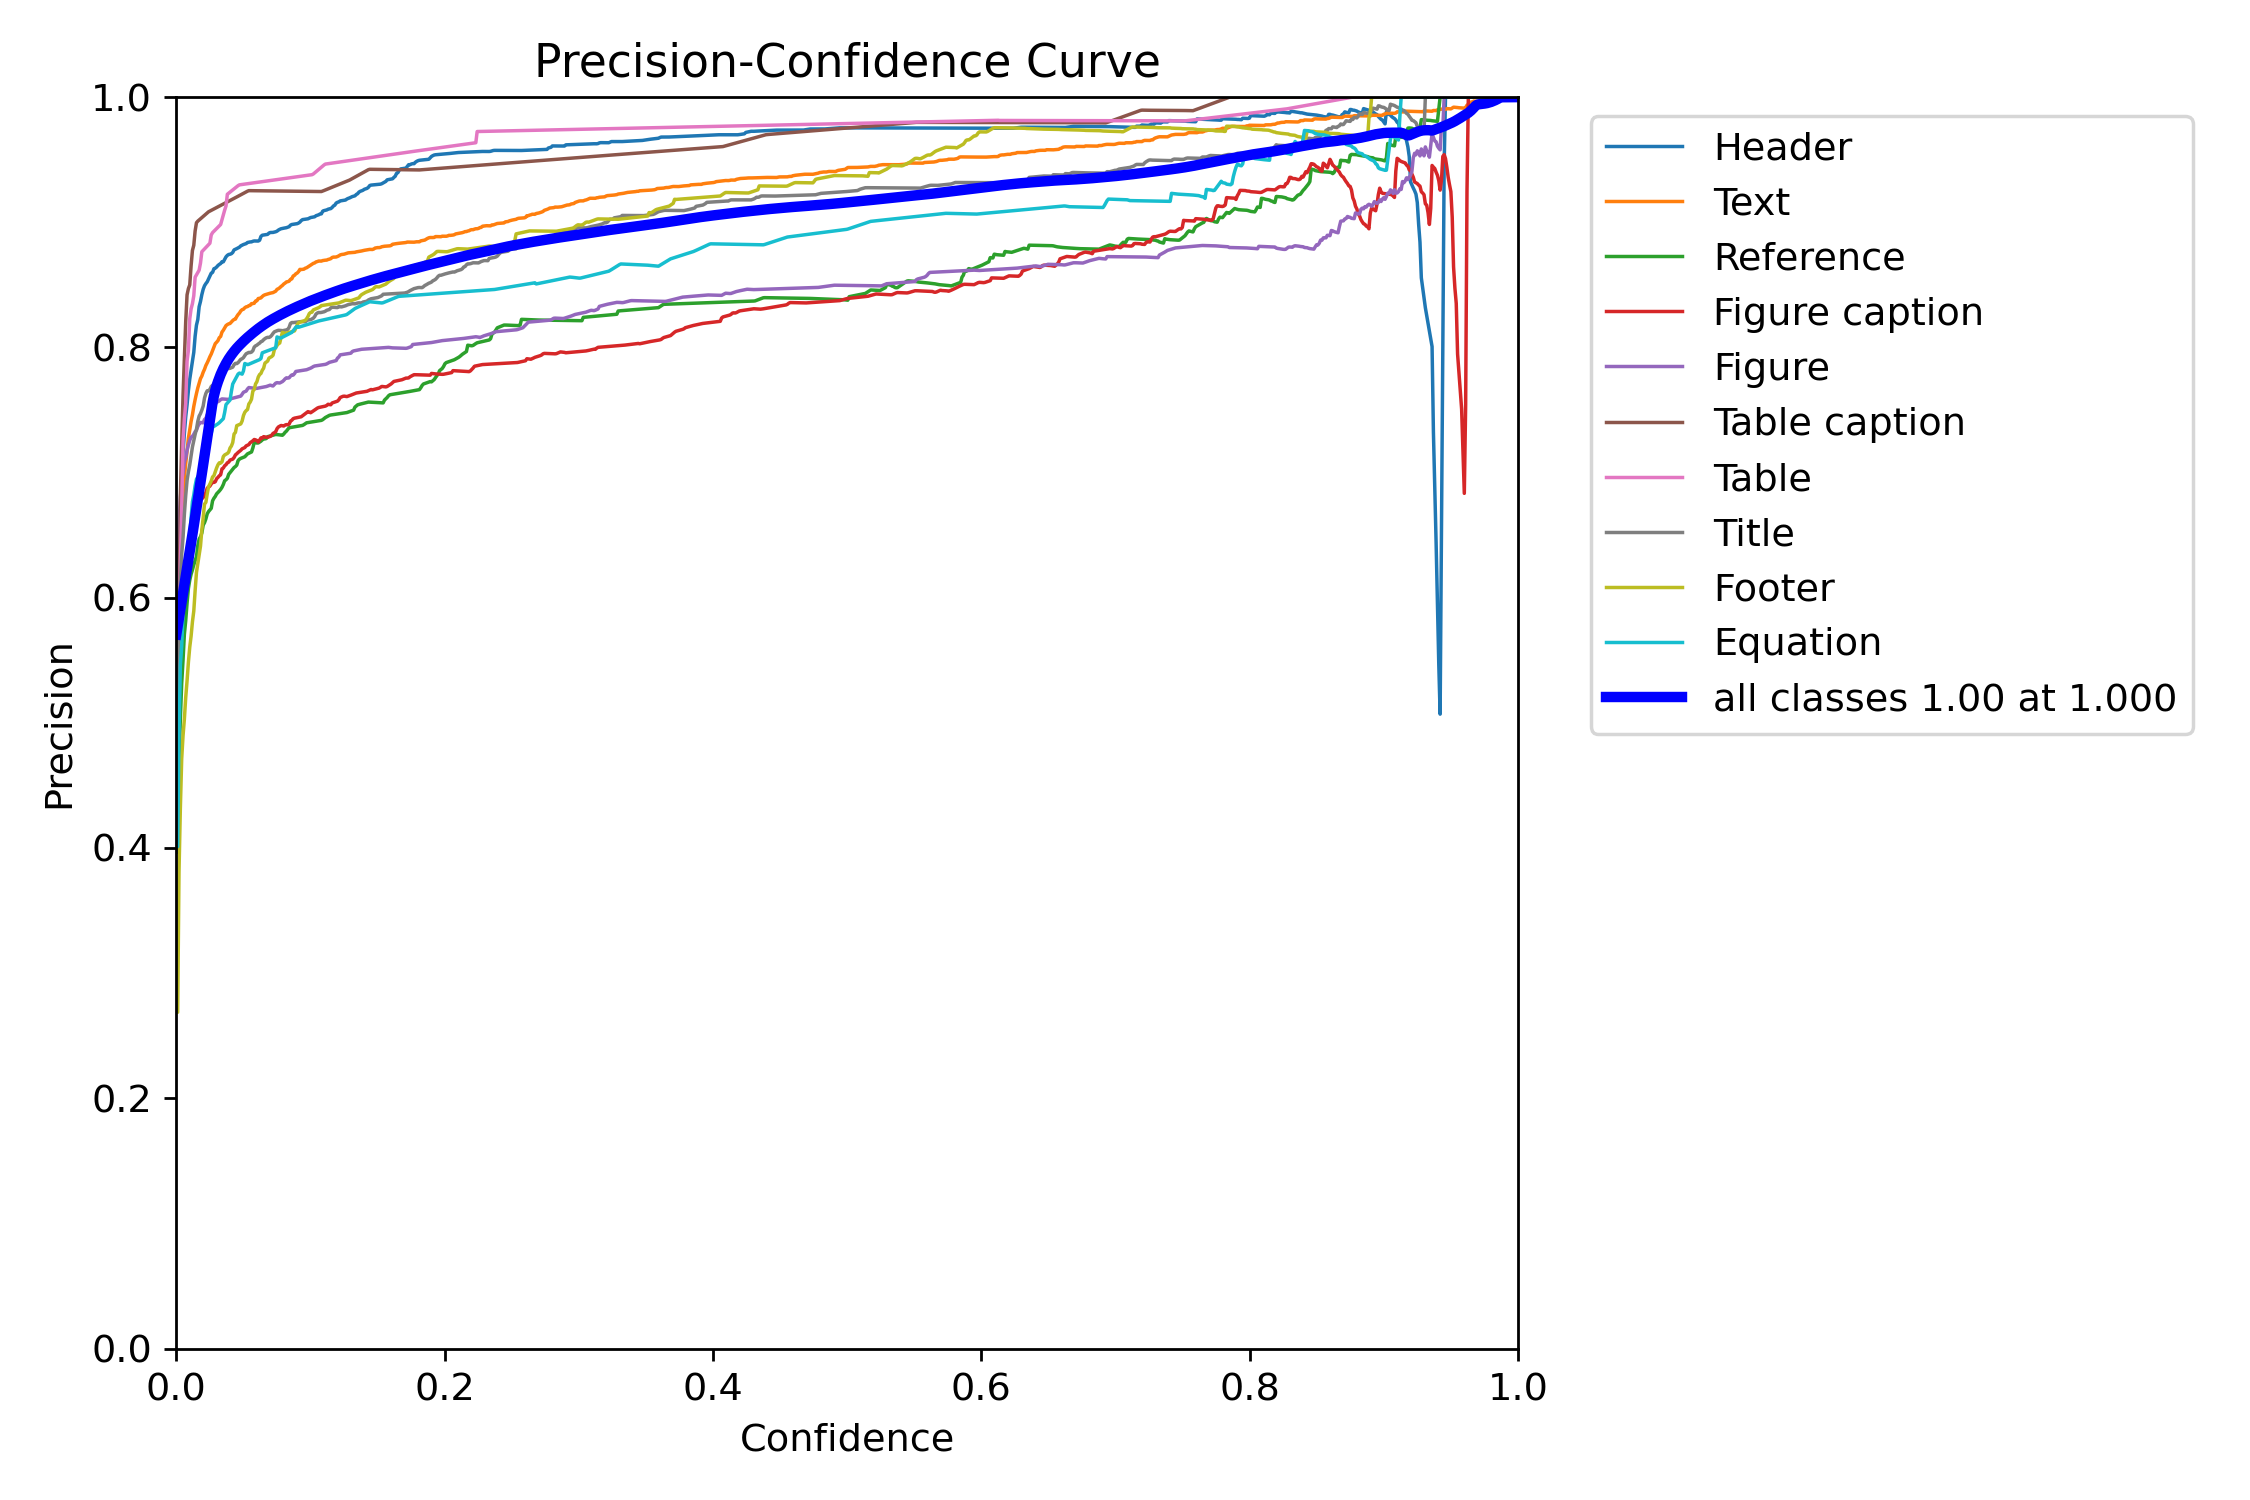 Precision-Confidence Curve
1.0
0.8
0.6
0.4
0.2
0.0
Precision
0.0 0.2 0.4 0.6 0.8 1.0
Confidence
Header
Text
Reference
Figure caption
Figure
Table caption
Table
Title
Footer
Equation
all classes 1.00 at 1.000